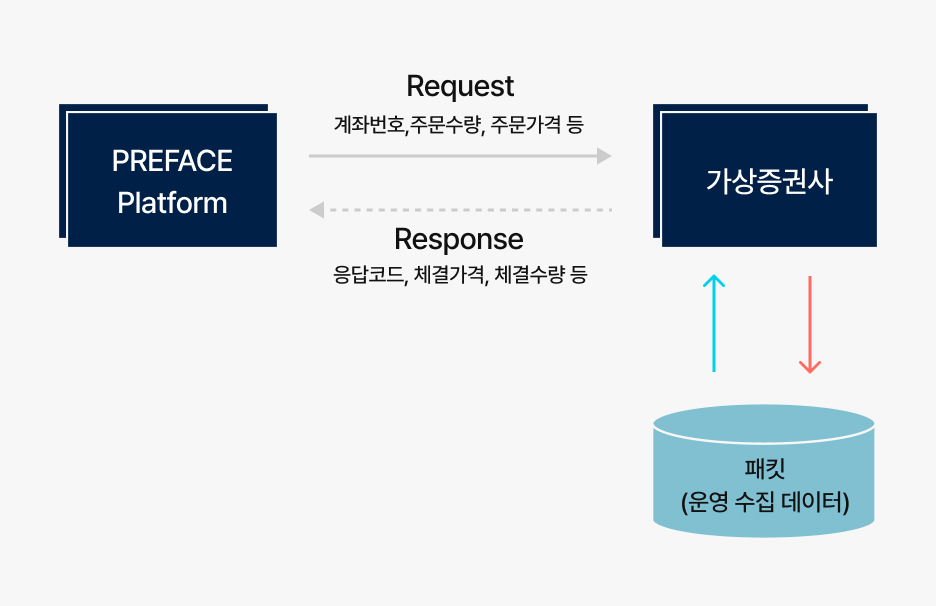 Request
계좌번호,주문수량, 주문가격 등
PREFACE
Platform
가상증권사
Response
응답코드, 체결가격, 체결수량 등
패킷
(운영 수집 데이터)